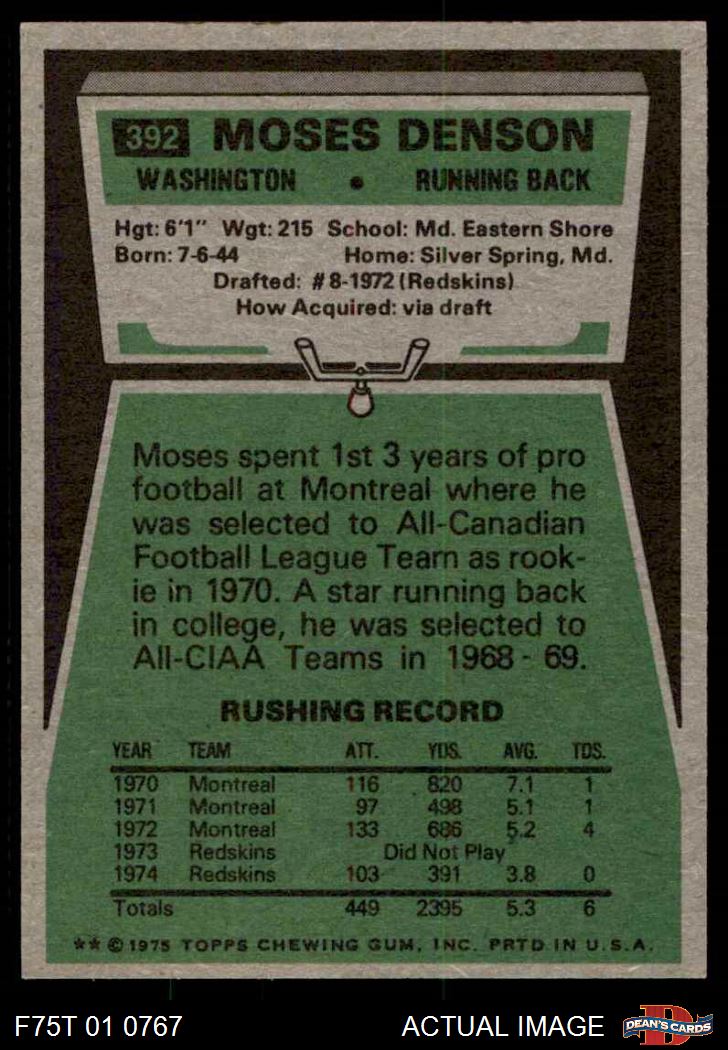 392 MOSES DENSON
WASHINGTON • RUNNING BACK
Hgt: 6'1" Wgt: 215 School: Md. Eastern Shore
Born: 7-6-44 Home: Silver Spring, Md.
Drafted: #8-1972 (Redskins)
How Acquired: via draft
Moses spent 1st 3 years of pro
football at Montreal where he
was selected to All-Canadian
Football League Team as rook-
ie in 1970. A star running back
in college, he was selected to
All-CIAA Teams in 1968 - 69.
RUSHING RECORD
YEAR TEAM ATT. YDS. AVG. TDS.
1970 Montreal 116 820 7.1 1
1971 Montreal 97 498 5.1 1
1972 Montreal 133 686 5.2 4
1973 Redskins Did Not Play
1974 Redskins 103 391 3.8 0
Totals 449 2395 5.3 6
** © 1975 TOPPS CHEWING GUM, INC. PRTD IN U.S.A.
F75T 01 0767 ACTUAL IMAGE D DEAN'S CARDS